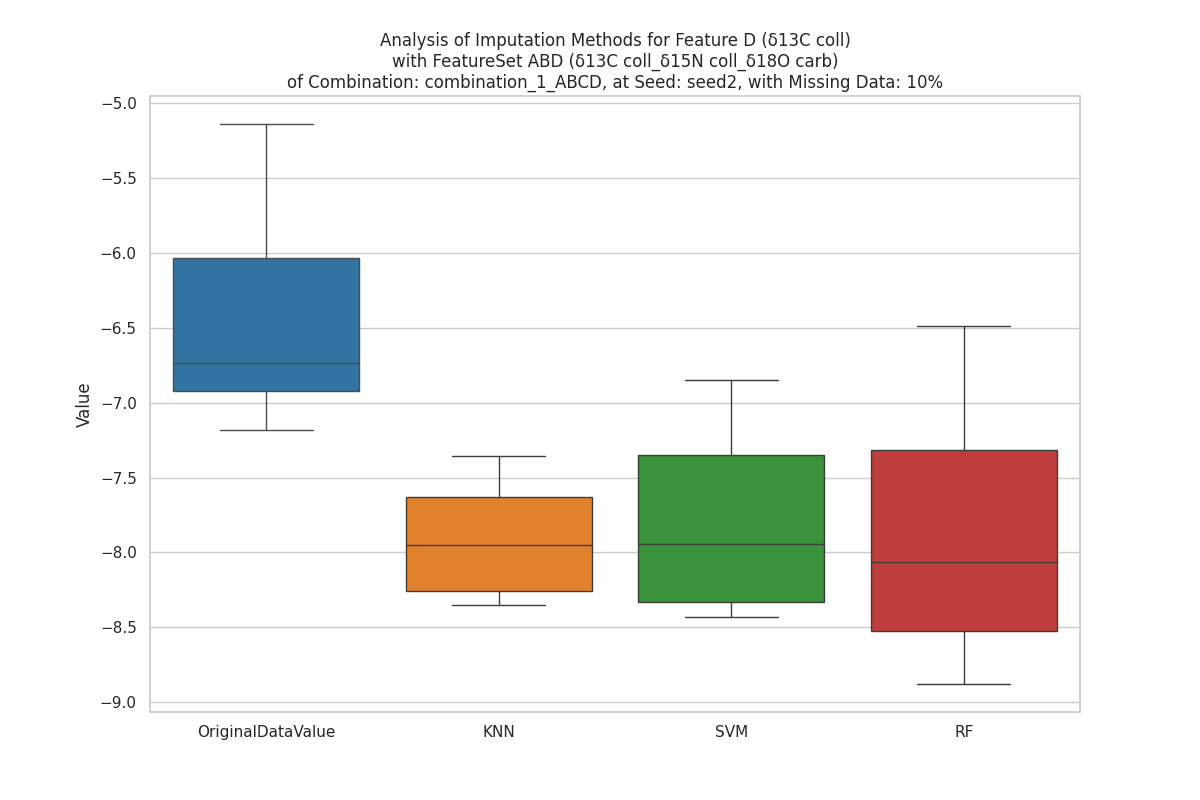 Analysis of Imputation Methods for Feature D (δ13C coll)
with FeatureSet ABD (δ13C coll_δ15N coll_δ18O carb)
of Combination: combination_1_ABCD, at Seed: seed2, with Missing Data: 10%
−5.0
−5.5
−6.0
−6.5
−7.0
−7.5
−8.0
−8.5
−9.0
Value
OriginalDataValue
KNN
SVM
RF